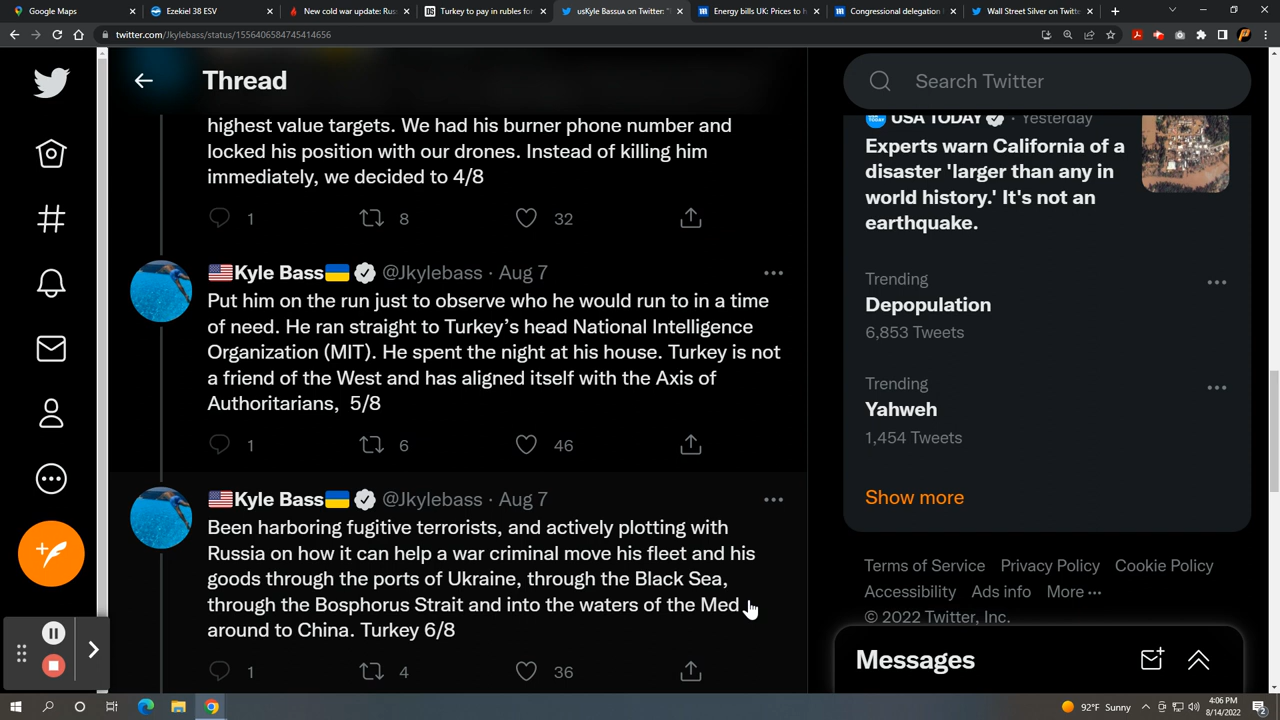 Google Maps
Ezekiel 38 ESV
New cold war update: Rus
Turkey to pay in rubles for
usKyle Bassua on Twitter: "
Energy bills UK: Prices to h
Congressional delegation
Wall Street Silver on Twitter
twitter.com/Jkylebass/status/1556406584745414656
Thread
highest value targets. We had his burner phone number and
locked his position with our drones. Instead of killing him
immediately, we decided to 4/8
1 8 32
Kyle Bass @Jkylebass · Aug 7
Put him on the run just to observe who he would run to in a time
of need. He ran straight to Turkey's head National Intelligence
Organization (MIT). He spent the night at his house. Turkey is not
a friend of the West and has aligned itself with the Axis of
Authoritarians, 5/8
1 6 46
Kyle Bass @Jkylebass · Aug 7
Been harboring fugitive terrorists, and actively plotting with
Russia on how it can help a war criminal move his fleet and his
goods through the ports of Ukraine, through the Black Sea,
through the Bosphorus Strait and into the waters of the Med
around to China. Turkey 6/8
1 4 36
Search Twitter
USA TODAY · Yesterday
Experts warn California of a
disaster 'larger than any in
world history.' It's not an
earthquake.
Trending
Depopulation
6,853 Tweets
Trending
Yahweh
1,454 Tweets
Show more
Terms of Service Privacy Policy Cookie Policy
Accessibility Ads info More ···
© 2022 Twitter, Inc.
Messages
92°F Sunny
4:06 PM
8/14/2022
2